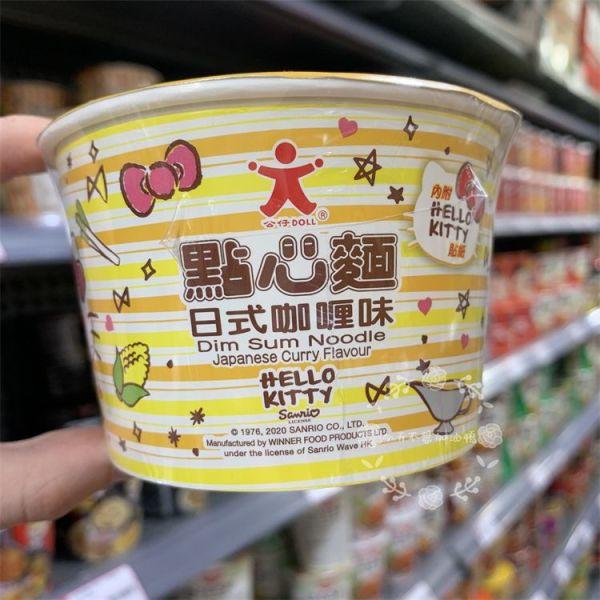 公仔DOLL®
點心麵
日式咖喱味
Dim Sum Noodle
Japanese Curry Flavour
HELLO
KITTY
Sanrio
LICENSE
© 1976, 2020 SANRIO CO., LTD.
Manufactured by WINNER FOOD PRODUCTS LTD
under the license of Sanrio Wave HK
內附
HELLO
KITTY
貼紙